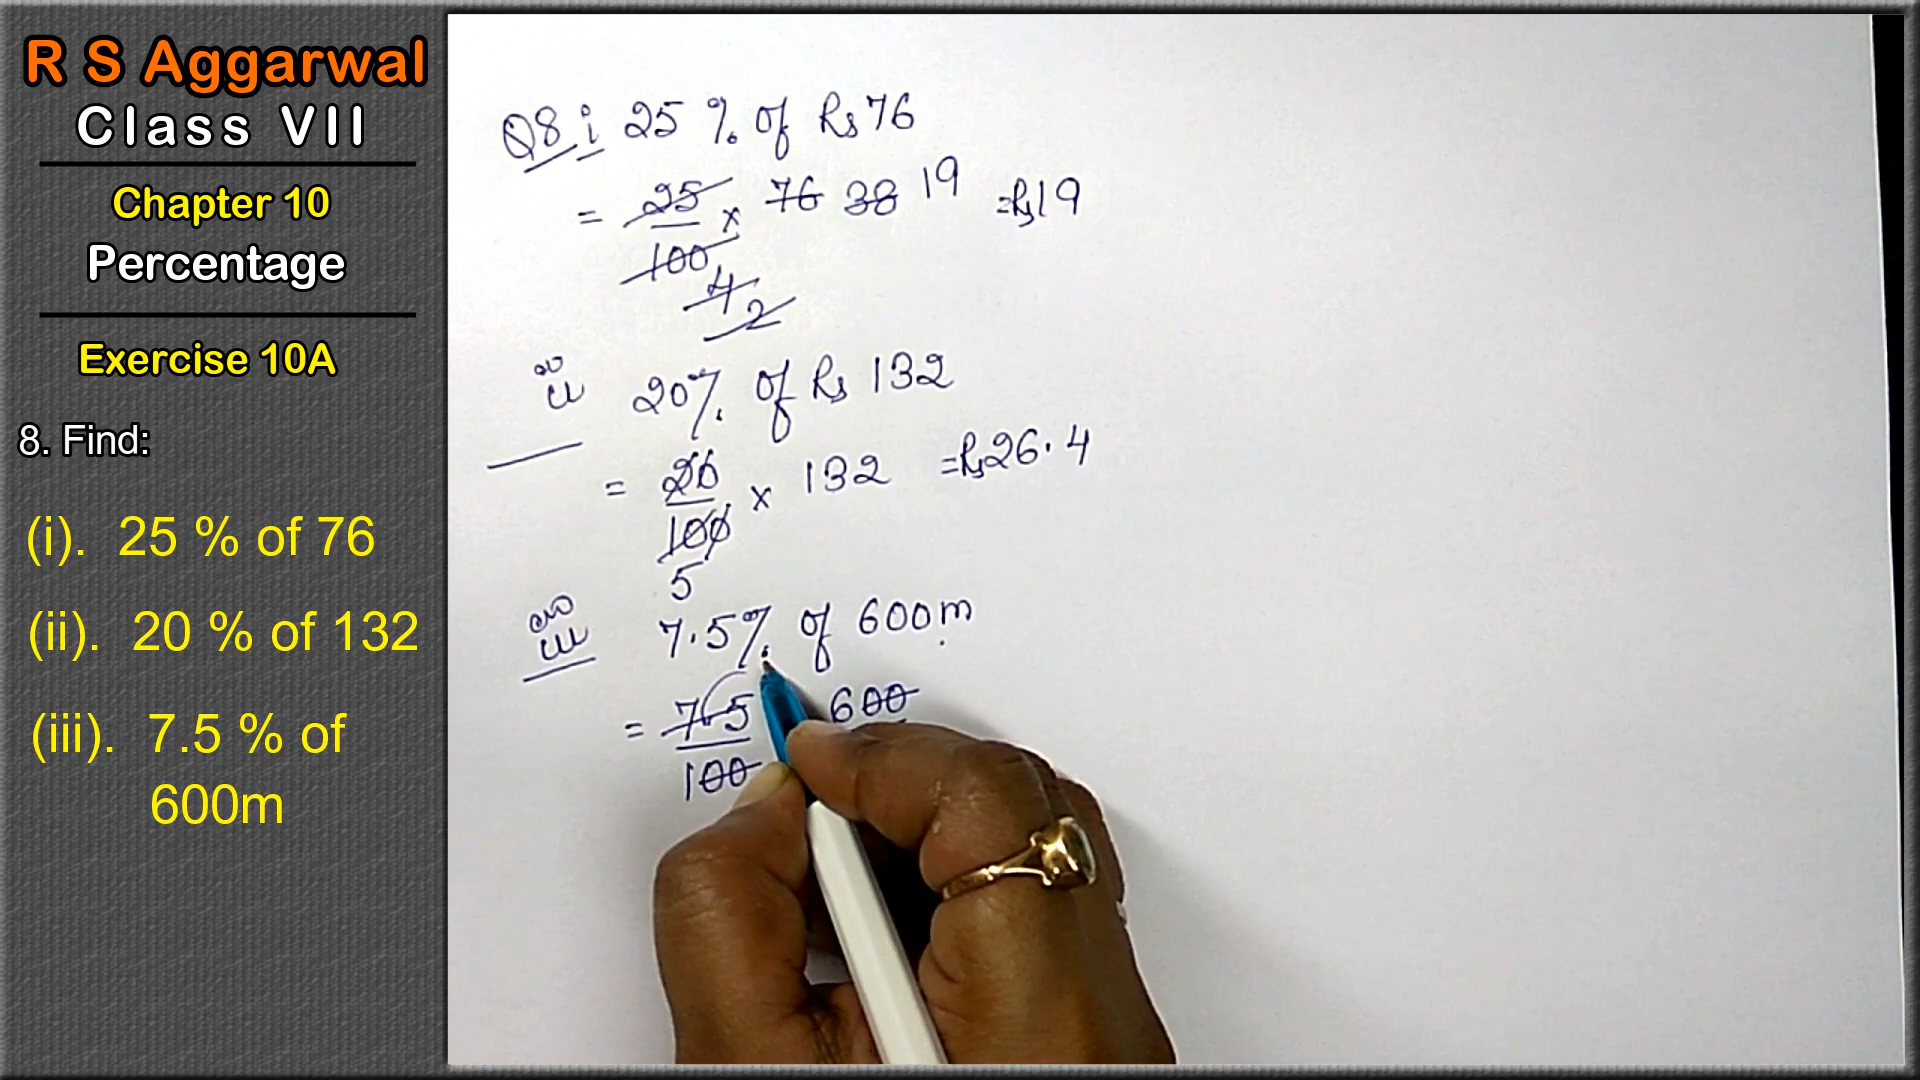 R S Aggarwal
Class VII
Chapter 10
Percentage
Exercise 10A
8. Find:
(i). 25 % of 76
(ii). 20 % of 132
(iii). 7.5 % of
600m
Q8 i 25 % of Rs 76
= 25/100 × 76 38 19 = Rs 19
4
2
ii 20% of Rs 132
= 20/100 × 132 = Rs 26.4
5
iii 7.5% of 600m
= 7.5/100 600